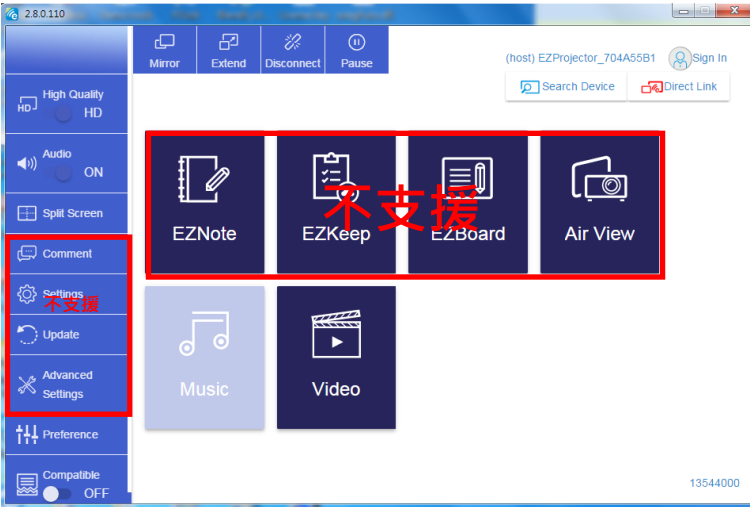 2.8.0.110
Mirror
Extend
Disconnect
Pause
(host) EZProjector_704A55B1
Sign In
Search Device
Direct Link
High Quality
HD
HD
Audio
ON
Split Screen
Comment
Settings
不支援
Update
Advanced
Settings
Preference
Compatible
OFF
EZNote
EZKeep
EZBoard
Air View
不支援
Music
Video
13544000